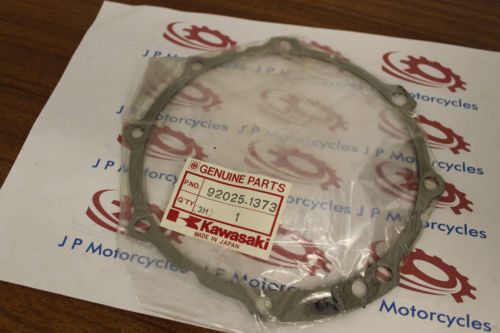 J P Motorcycles
J P Motorcycles
Motorcycles
J P Motorcycles
Motorcycles
J P
J P Motorcycles
Motorcycles
GENUINE PARTS
P.NO. 92025-1373
Q'TY (3H) 1
Kawasaki
MADE IN JAPAN